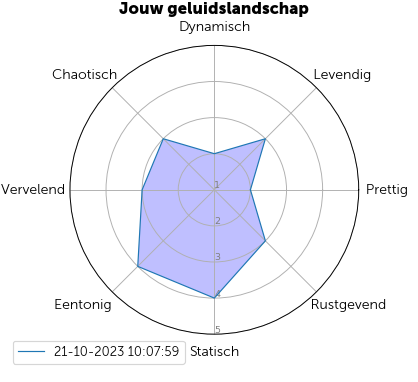 Jouw geluidslandschap
Dynamisch
Chaotisch
Levendig
Vervelend
Prettig
1
2
3
4
5
Eentonig
Rustgevend
Statisch
21-10-2023 10:07:59